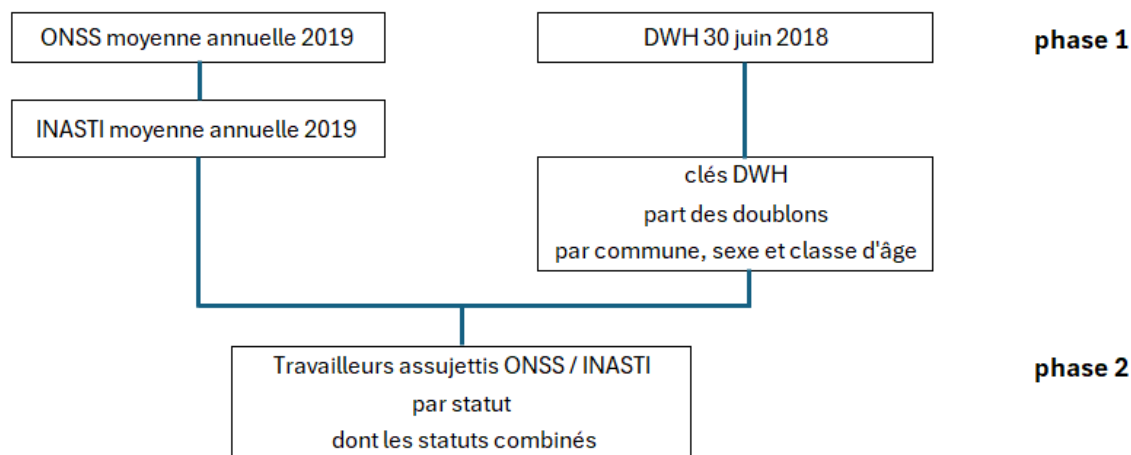 ONSS moyenne annuelle 2019
DWH 30 juin 2018
phase 1
INASTI moyenne annuelle 2019
clés DWH
part des doublons
par commune, sexe et classe d'âge
Travailleurs assujettis ONSS / INASTI
par statut
dont les statuts combinés
phase 2